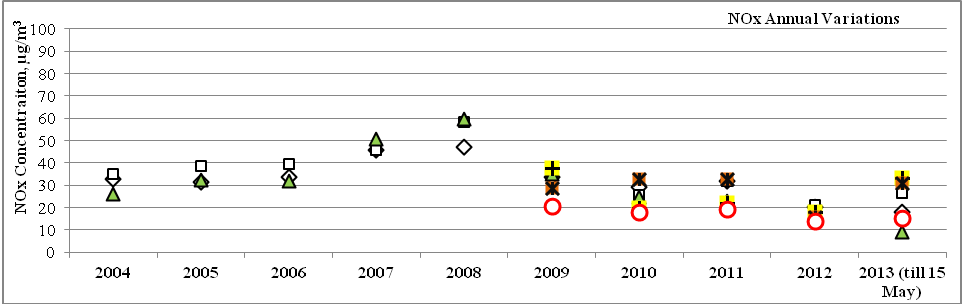 NOx Annual Variations
NOx Concentraiton, µg/m³
100
90
80
70
60
50
40
30
20
10
0
2004 2005 2006 2007 2008 2009 2010 2011 2012 2013 (till 15
May)